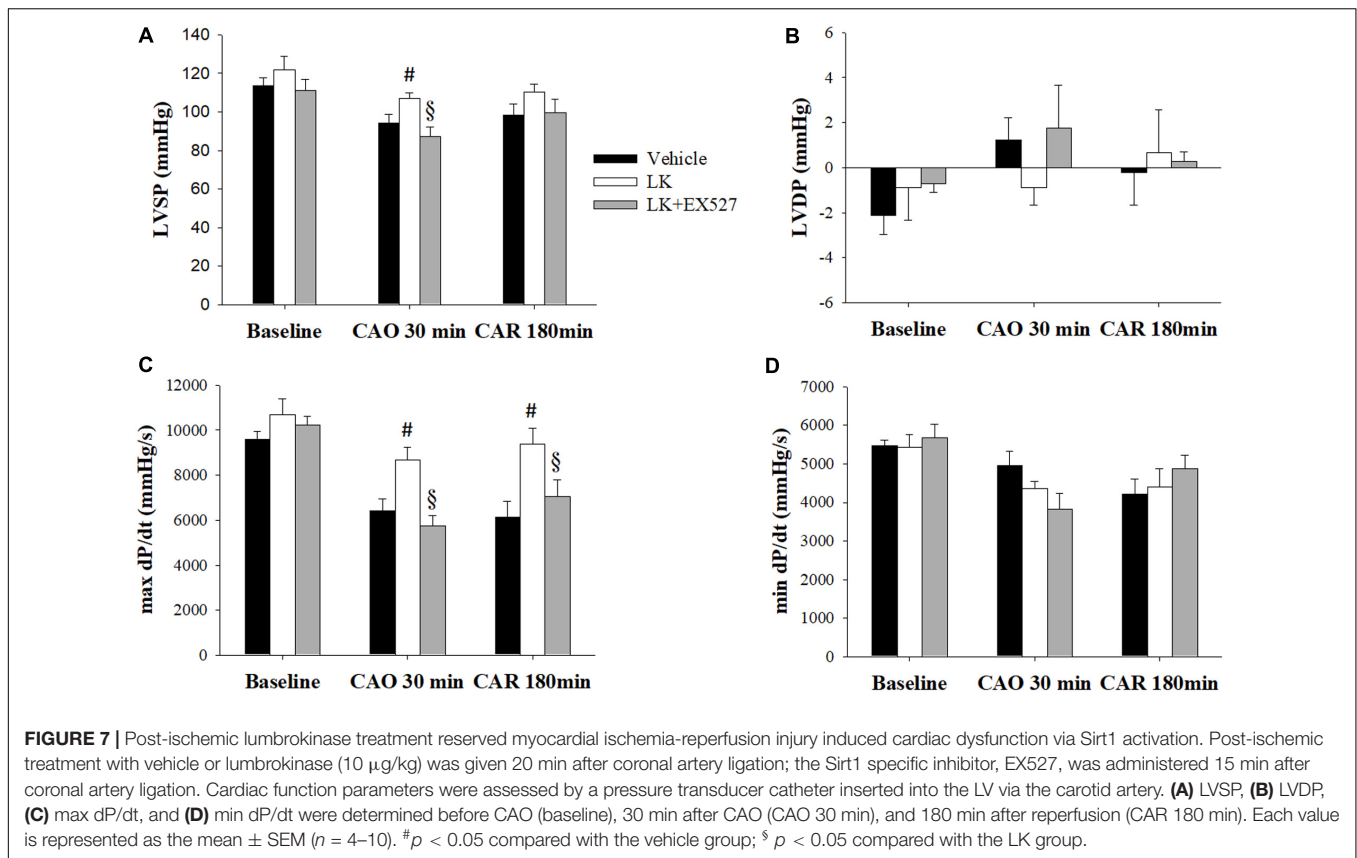 A
LVSP (mmHg)
140
120
100
80
60
40
20
0
#
§
Vehicle
LK
LK+EX527
Baseline CAO 30 min CAR 180min
B
LVDP (mmHg)
6
4
2
0
-2
-4
-6
Baseline CAO 30 min CAR 180min
C
max dP/dt (mmHg/s)
12000
10000
8000
6000
4000
2000
0
#
§
#
§
Baseline CAO 30 min CAR 180min
D
min dP/dt (mmHg/s)
7000
6000
5000
4000
3000
2000
1000
0
Baseline CAO 30 min CAR 180min
FIGURE 7 | Post-ischemic lumbrokinase treatment reserved myocardial ischemia-reperfusion injury induced cardiac dysfunction via Sirt1 activation. Post-ischemic
treatment with vehicle or lumbrokinase (10 μg/kg) was given 20 min after coronary artery ligation; the Sirt1 specific inhibitor, EX527, was administered 15 min after
coronary artery ligation. Cardiac function parameters were assessed by a pressure transducer catheter inserted into the LV via the carotid artery. (A) LVSP, (B) LVDP,
(C) max dP/dt, and (D) min dP/dt were determined before CAO (baseline), 30 min after CAO (CAO 30 min), and 180 min after reperfusion (CAR 180 min). Each value
is represented as the mean ± SEM (n = 4–10). #p < 0.05 compared with the vehicle group; § p < 0.05 compared with the LK group.